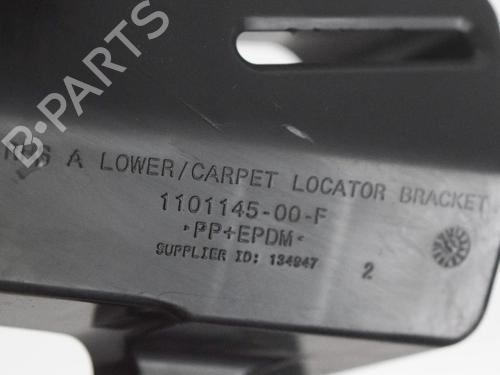 B-PARTS
A LOWER/CARPET LOCATOR BRACKET
1101145-00-F
·PP+EPDM·
SUPPLIER ID: 134947
2